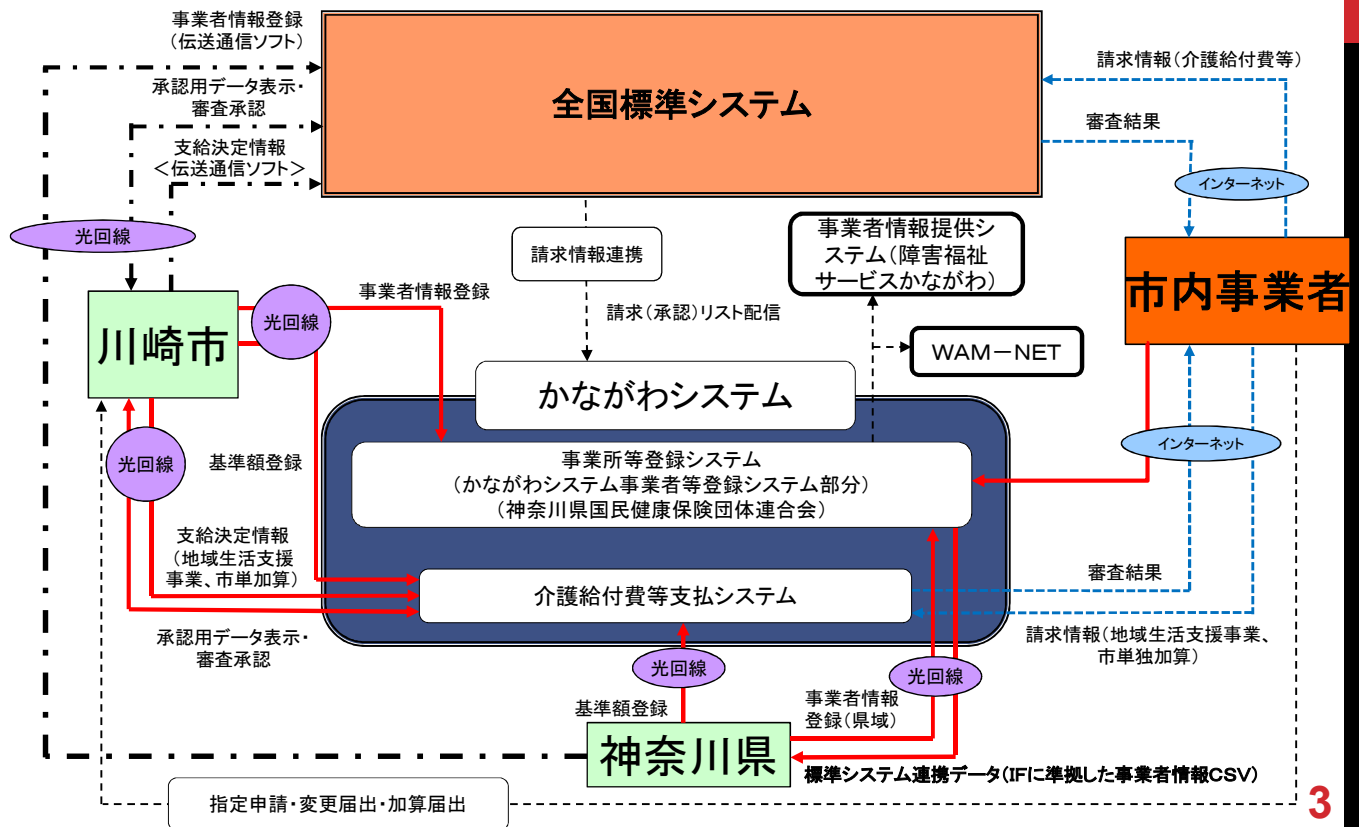 事業者情報登録
(伝送通信ソフト)
承認用データ表示・
審査承認
支給決定情報
<伝送通信ソフト>
全国標準システム
請求情報(介護給付費等)
審査結果
インターネット
光回線
請求情報連携
事業者情報提供シ
ステム(障害福祉
サービスかながわ)
市内事業者
川崎市
光回線
事業者情報登録
請求(承認)リスト配信
WAM-NET
かながわシステム
光回線
基準額登録
事業所等登録システム
(かながわシステム事業者等登録システム部分)
(神奈川県国民健康保険団体連合会)
インターネット
支給決定情報
(地域生活支援
事業、市単加算)
介護給付費等支払システム
審査結果
承認用データ表示・
審査承認
請求情報(地域生活支援事業、
市単独加算)
光回線
光回線
基準額登録
事業者情報
登録(県域)
神奈川県
標準システム連携データ(IFに準拠した事業者情報CSV)
指定申請・変更届出・加算届出
3